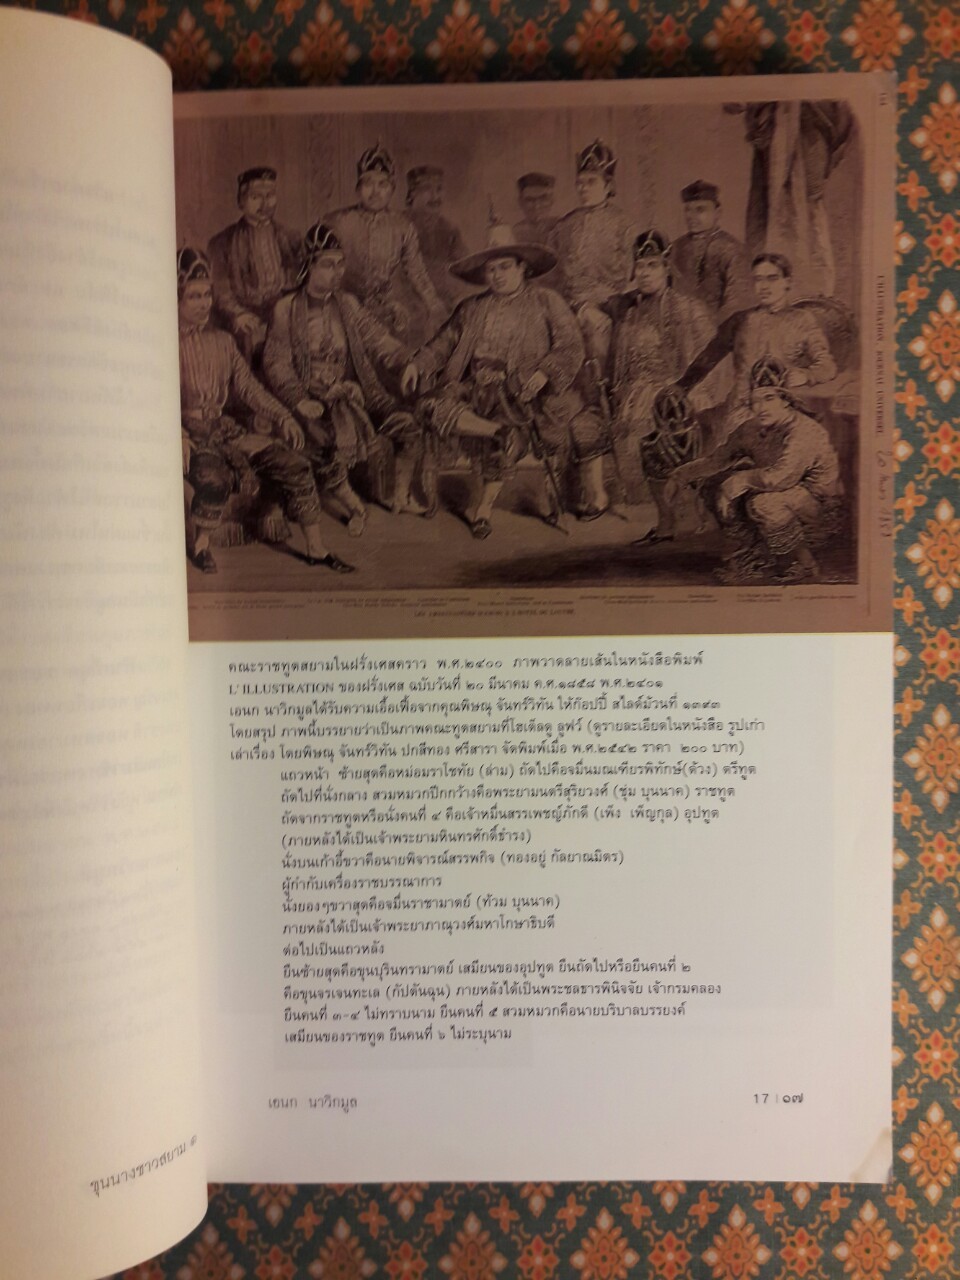 L'ILLUSTRATION JOURNAL UNIVERSEL
คณะราชทูตสยามในฝรั่งเศสคราว พ.ศ.๒๔๐๐ ภาพวาดลายเส้นในหนังสือพิมพ์
L' ILLUSTRATION ของฝรั่งเศส ฉบับวันที่ ๒๐ มีนาคม ค.ศ.๑๘๕๘ พ.ศ.๒๔๐๑
เอนก นาวิกมูลได้รับความเอื้อเฟื้อจากคุณพิษณุ จันทร์วิทัน ให้ก๊อปปี้ สไลด์ม้วนที่ ๑๓๙๓
โดยสรุป ภาพนี้บรรยายว่าเป็นภาพคณะทูตสยามที่โฮเต็ลดู ลูฟว์ (ดูรายละเอียดในหนังสือ รูปเก่า
เล่าเรื่อง โดยพิษณุ จันทร์วิทัน ปกสีทอง ศรีสารา จัดพิมพ์เมื่อ พ.ศ.๒๕๔๒ ราคา ๒๐๐ บาท)
แถวหน้า ซ้ายสุดคือหม่อมราโชทัย (ล่าม) ถัดไปคือจมื่นมณเฑียรพิทักษ์(ด้วง) ตรีทูต
ถัดไปที่นั่งกลาง สวมหมวกปีกกว้างคือพระยามนตรีสุริยวงศ์ (ชุ่ม บุนนาค) ราชทูต
ถัดจากราชทูตหรือนั่งคนที่ ๔ คือเจ้าหมื่นสรรเพชญ์ภักดี (เพ็ง เพ็ญกุล) อุปทูต
(ภายหลังได้เป็นเจ้าพระยามหินทรศักดิ์ธำรง)
นั่งบนเก้าอี้ขวาคือนายพิจารณ์สรรพกิจ (ทองอยู่ กัลยาณมิตร)
ผู้กำกับเครื่องราชบรรณาการ
นั่งยองๆขวาสุดคือจมื่นราชามาตย์ (ท้วม บุนนาค)
ภายหลังได้เป็นเจ้าพระยาภาณุวงศ์มหาโกษาธิบดี
ต่อไปเป็นแถวหลัง
ยืนซ้ายสุดคือขุนบุรินทรามาตย์ เสมียนของอุปทูต ยืนถัดไปหรือยืนคนที่ ๒
คือขุนจรเจนทะเล (กัปตันฉุน) ภายหลังได้เป็นพระชลธารพินิจจัย เจ้ากรมคลอง
ยืนคนที่ ๓-๔ ไม่ทราบนาม ยืนคนที่ ๕ สวมหมวกคือนายบริบาลบรรยงค์
เสมียนของราชทูต ยืนคนที่ ๖ ไม่ระบุนาม
เอนก นาวิกมูล
17 | ๑๗
ขุนนางชาวสยาม ๑